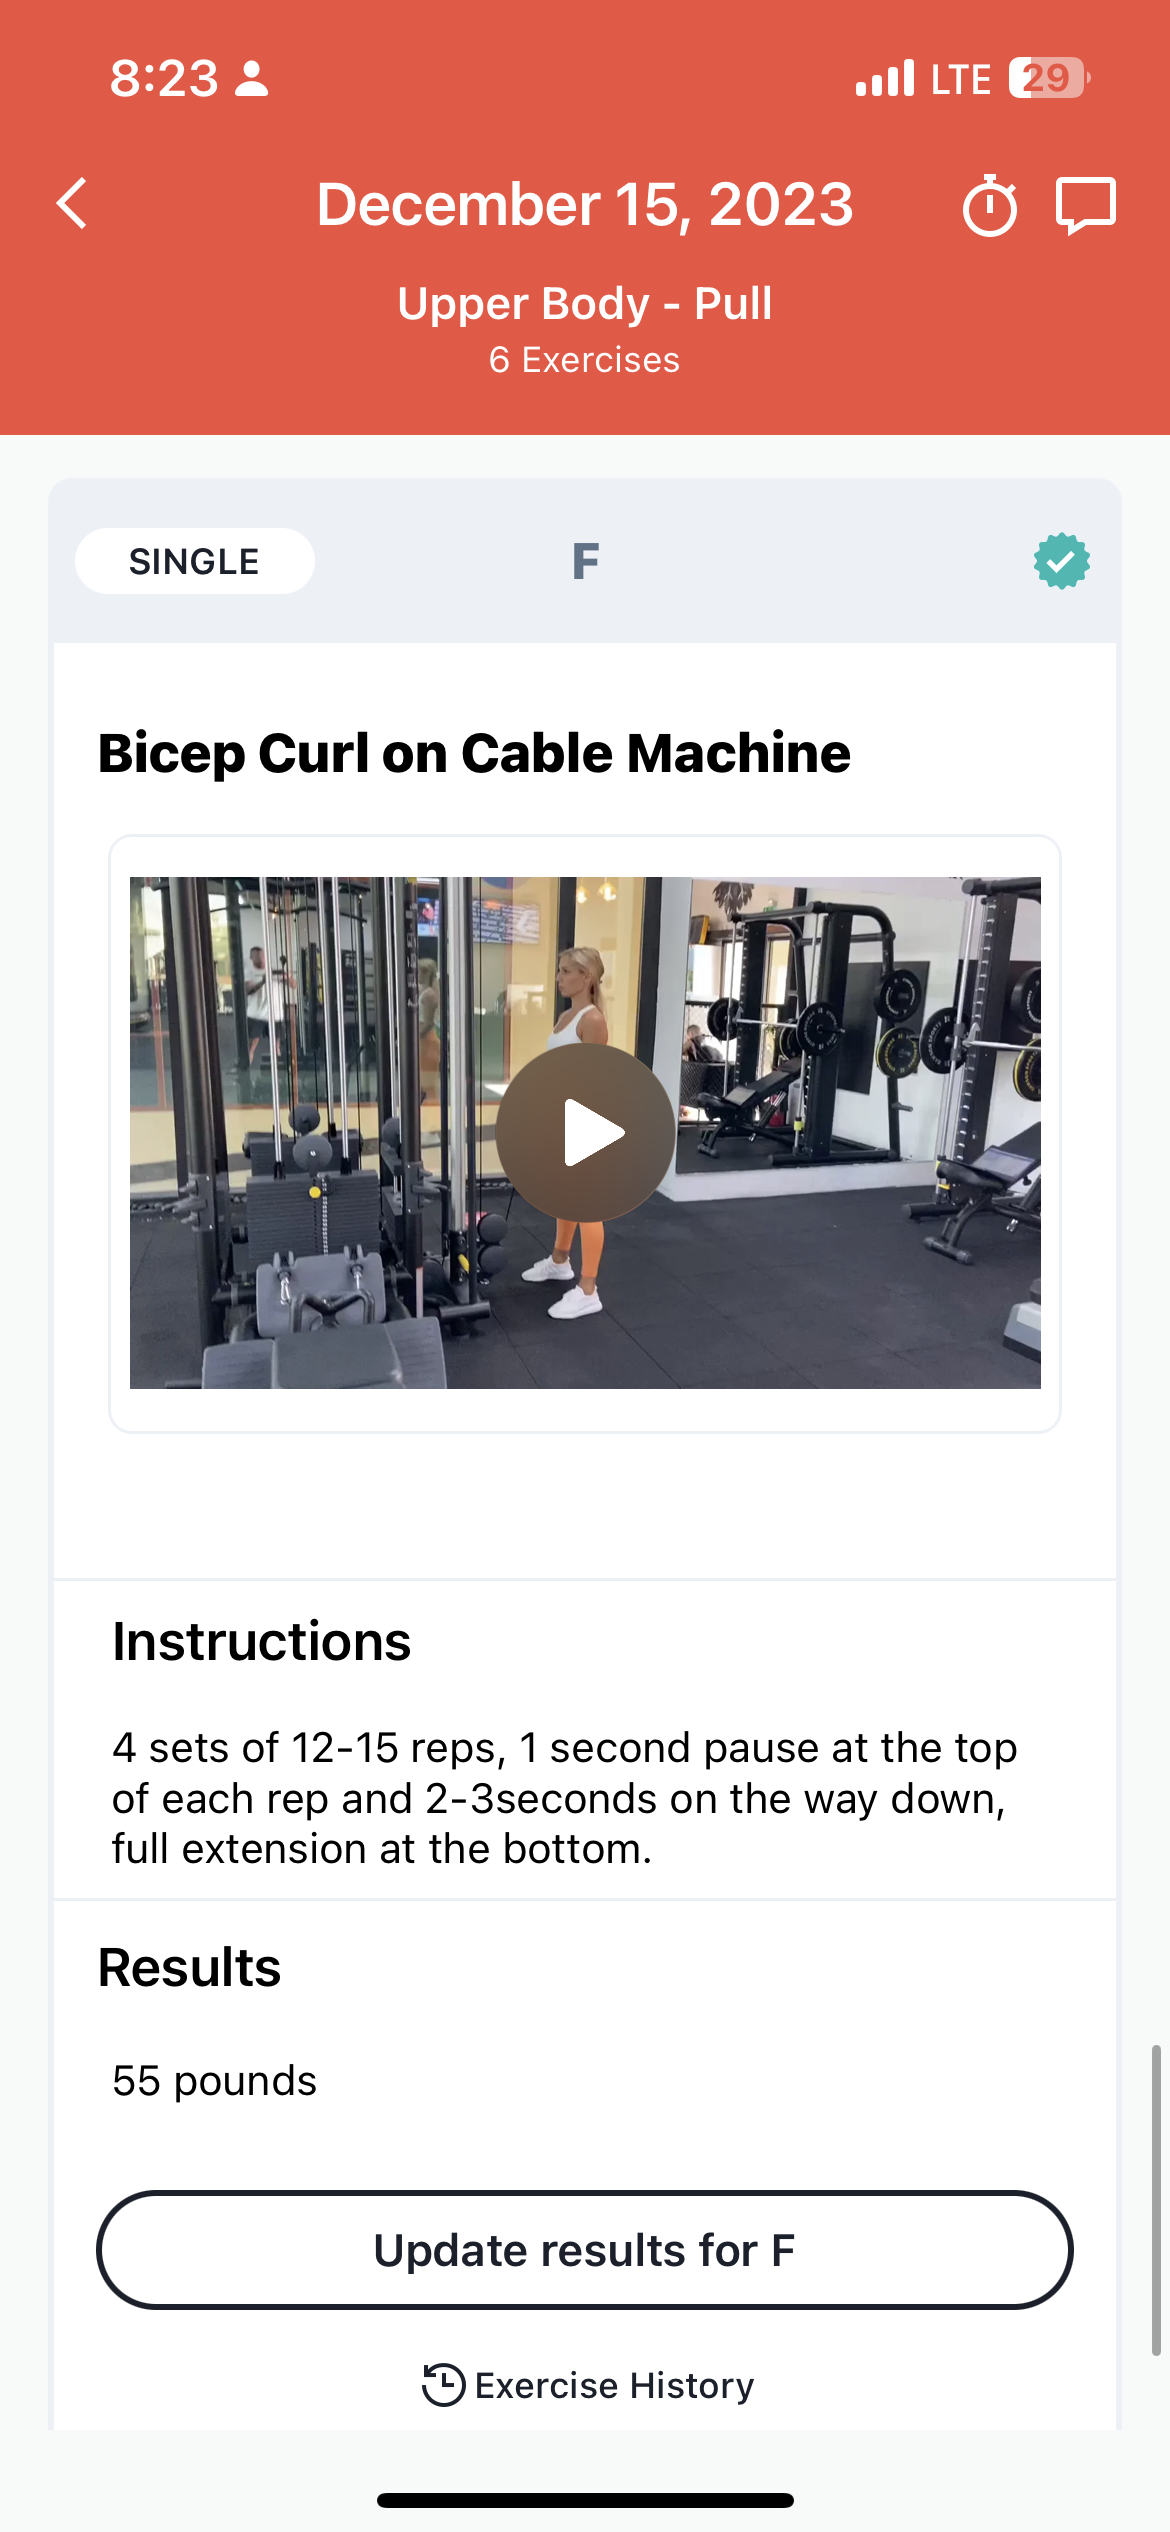 8:23
LTE 29
December 15, 2023
Upper Body - Pull
6 Exercises
SINGLE
F
Bicep Curl on Cable Machine
Instructions
4 sets of 12-15 reps, 1 second pause at the top
of each rep and 2-3seconds on the way down,
full extension at the bottom.
Results
55 pounds
Update results for F
Exercise History